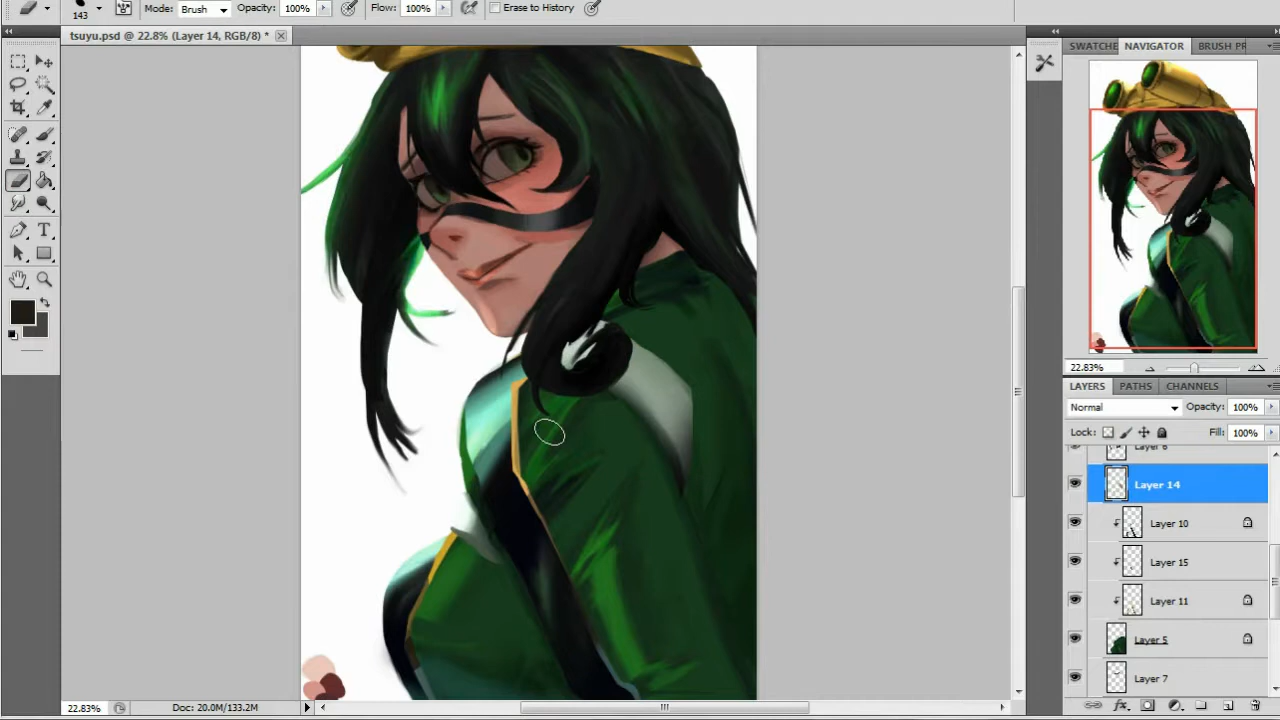 143 Mode: Brush Opacity: 100% Flow: 100% Erase to History
tsuyu.psd @ 22.8% (Layer 14, RGB/8) *
SWATCHE NAVIGATOR BRUSH PR
22.83%
LAYERS PATHS CHANNELS
Normal Opacity: 100%
Lock: Fill: 100%
Layer 6
Layer 14
Layer 10
Layer 15
Layer 11
Layer 5
Layer 7
22.83% Doc: 20.0M/133.2M